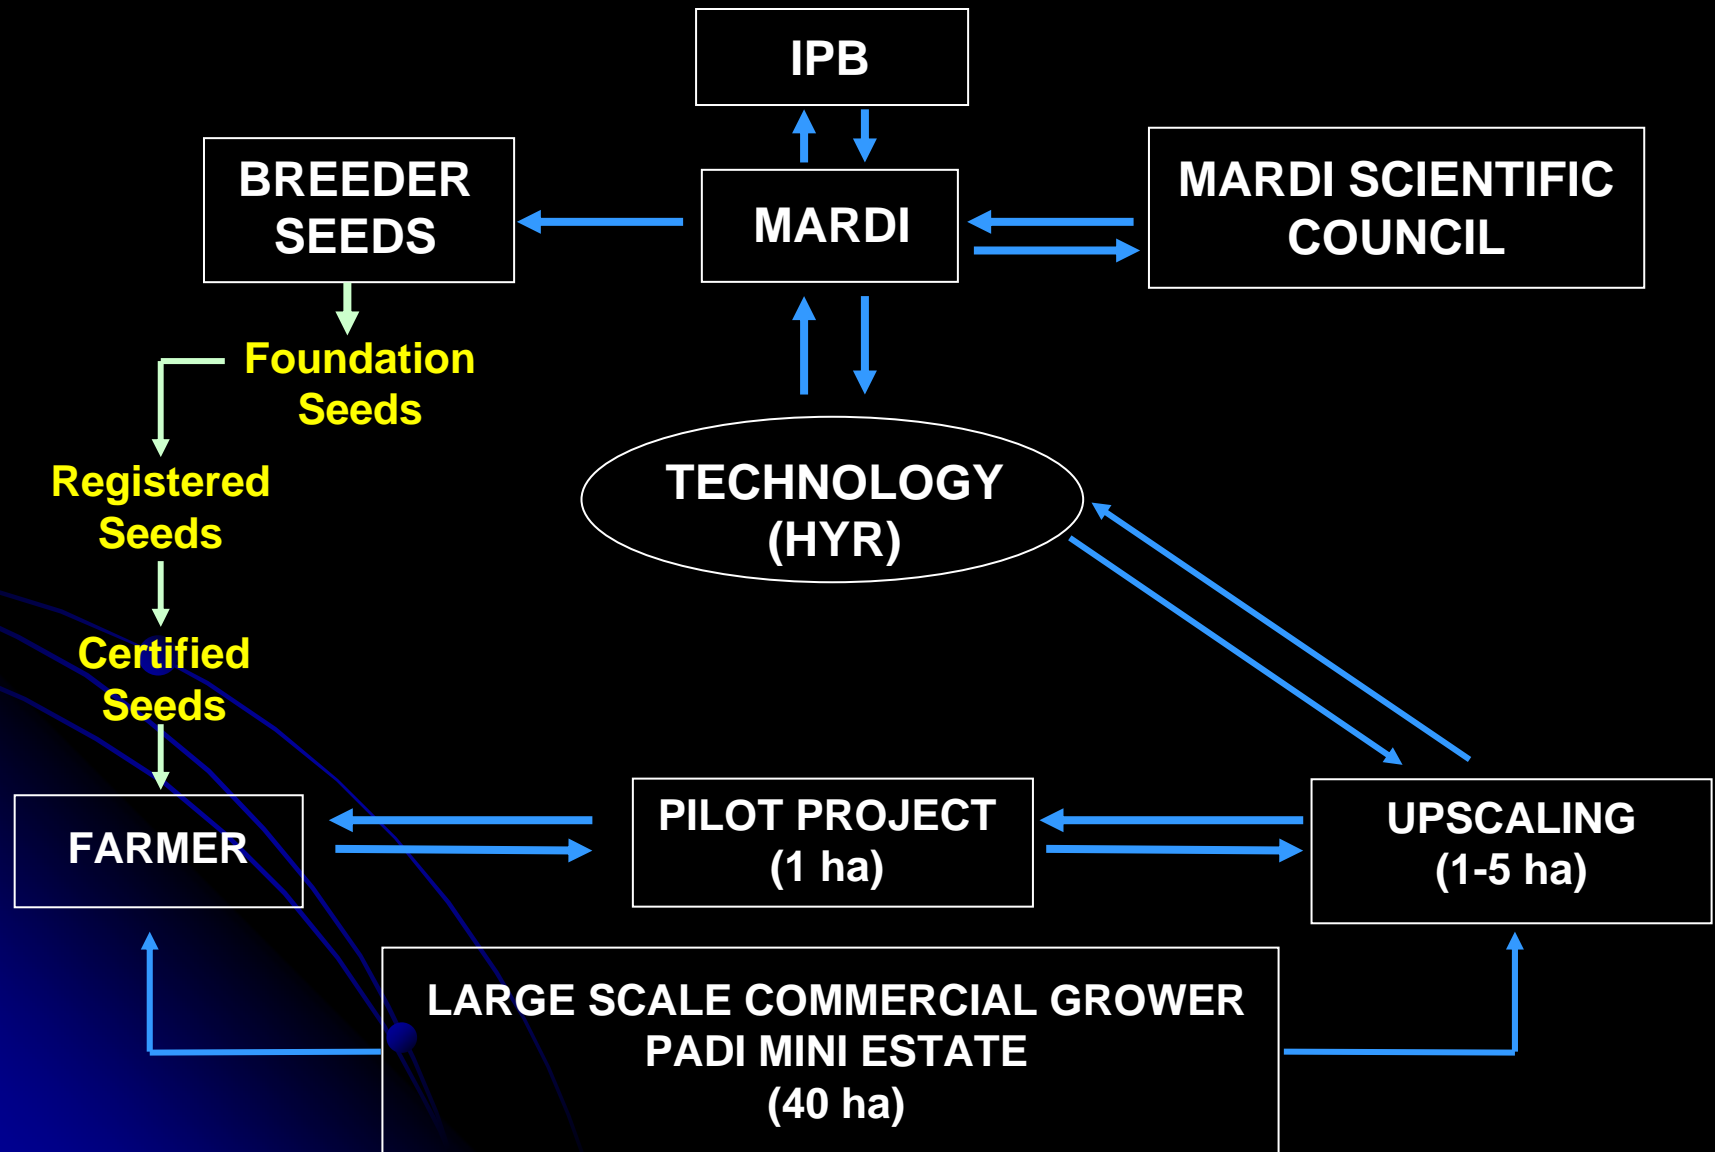 IPB
BREEDER
SEEDS
MARDI
MARDI SCIENTIFIC
COUNCIL
Foundation
Seeds
Registered
Seeds
TECHNOLOGY
(HYR)
Certified
Seeds
FARMER
PILOT PROJECT
(1 ha)
UPSCALING
(1-5 ha)
LARGE SCALE COMMERCIAL GROWER
PADI MINI ESTATE
(40 ha)